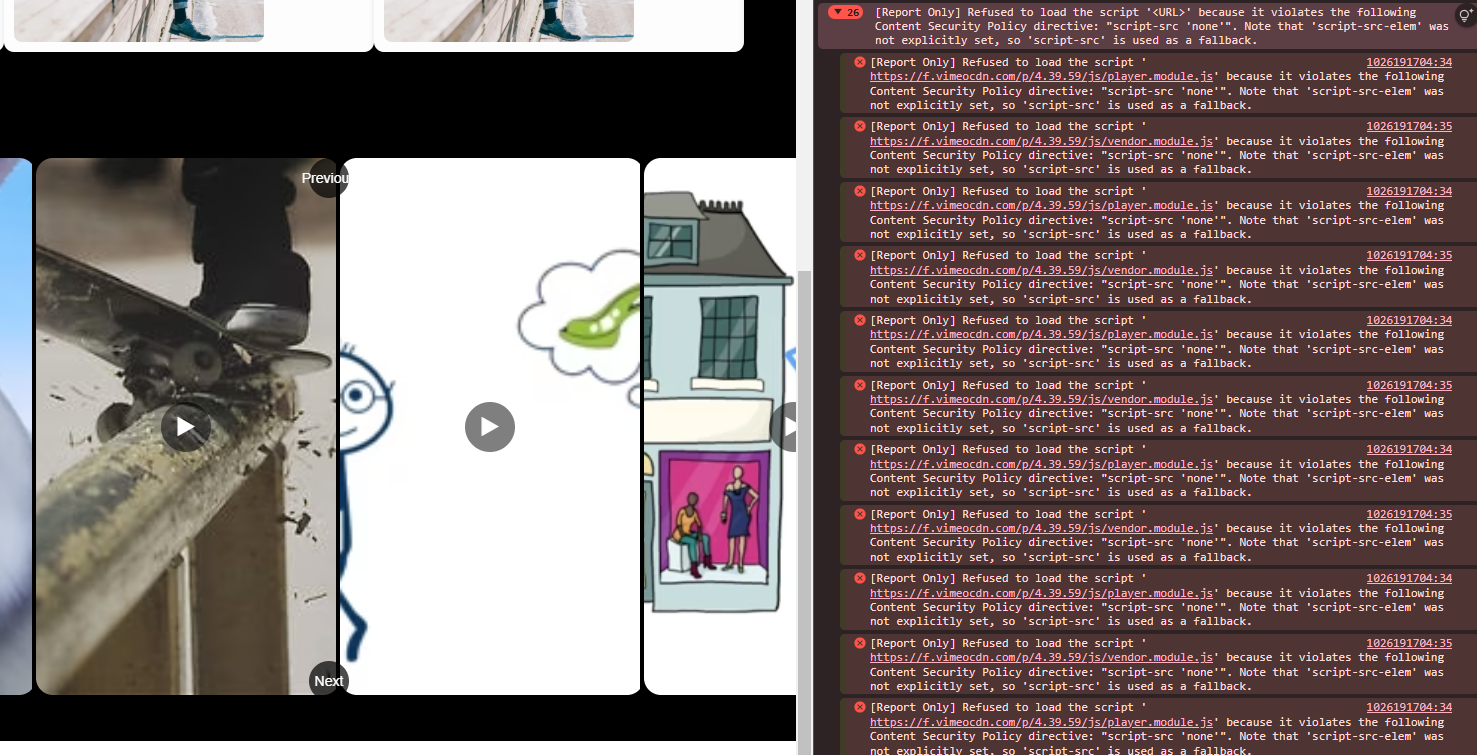 Previou
Next
26
[Report Only] Refused to load the script '<URL>' because it violates the following
Content Security Policy directive: "script-src 'none'". Note that 'script-src-elem' was
not explicitly set, so 'script-src' is used as a fallback.
[Report Only] Refused to load the script ' 1026191704:34
https://f.vimeocdn.com/p/4.39.59/js/player.module.js' because it violates the following
Content Security Policy directive: "script-src 'none'". Note that 'script-src-elem' was
not explicitly set, so 'script-src' is used as a fallback.
[Report Only] Refused to load the script ' 1026191704:35
https://f.vimeocdn.com/p/4.39.59/js/vendor.module.js' because it violates the following
Content Security Policy directive: "script-src 'none'". Note that 'script-src-elem' was
not explicitly set, so 'script-src' is used as a fallback.
[Report Only] Refused to load the script ' 1026191704:34
https://f.vimeocdn.com/p/4.39.59/js/player.module.js' because it violates the following
Content Security Policy directive: "script-src 'none'". Note that 'script-src-elem' was
not explicitly set, so 'script-src' is used as a fallback.
[Report Only] Refused to load the script ' 1026191704:35
https://f.vimeocdn.com/p/4.39.59/js/vendor.module.js' because it violates the following
Content Security Policy directive: "script-src 'none'". Note that 'script-src-elem' was
not explicitly set, so 'script-src' is used as a fallback.
[Report Only] Refused to load the script ' 1026191704:34
https://f.vimeocdn.com/p/4.39.59/js/player.module.js' because it violates the following
Content Security Policy directive: "script-src 'none'". Note that 'script-src-elem' was
not explicitly set, so 'script-src' is used as a fallback.
[Report Only] Refused to load the script ' 1026191704:35
https://f.vimeocdn.com/p/4.39.59/js/vendor.module.js' because it violates the following
Content Security Policy directive: "script-src 'none'". Note that 'script-src-elem' was
not explicitly set, so 'script-src' is used as a fallback.
[Report Only] Refused to load the script ' 1026191704:34
https://f.vimeocdn.com/p/4.39.59/js/player.module.js' because it violates the following
Content Security Policy directive: "script-src 'none'". Note that 'script-src-elem' was
not explicitly set, so 'script-src' is used as a fallback.
[Report Only] Refused to load the script ' 1026191704:35
https://f.vimeocdn.com/p/4.39.59/js/vendor.module.js' because it violates the following
Content Security Policy directive: "script-src 'none'". Note that 'script-src-elem' was
not explicitly set, so 'script-src' is used as a fallback.
[Report Only] Refused to load the script ' 1026191704:34
https://f.vimeocdn.com/p/4.39.59/js/player.module.js' because it violates the following
Content Security Policy directive: "script-src 'none'". Note that 'script-src-elem' was
not explicitly set, so 'script-src' is used as a fallback.
[Report Only] Refused to load the script ' 1026191704:35
https://f.vimeocdn.com/p/4.39.59/js/vendor.module.js' because it violates the following
Content Security Policy directive: "script-src 'none'". Note that 'script-src-elem' was
not explicitly set, so 'script-src' is used as a fallback.
[Report Only] Refused to load the script ' 1026191704:34
https://f.vimeocdn.com/p/4.39.59/js/player.module.js' because it violates the following
Content Security Policy directive: "script-src 'none'". Note that 'script-src-elem' was
not explicitly set, so 'script-src' is used as a fallback.